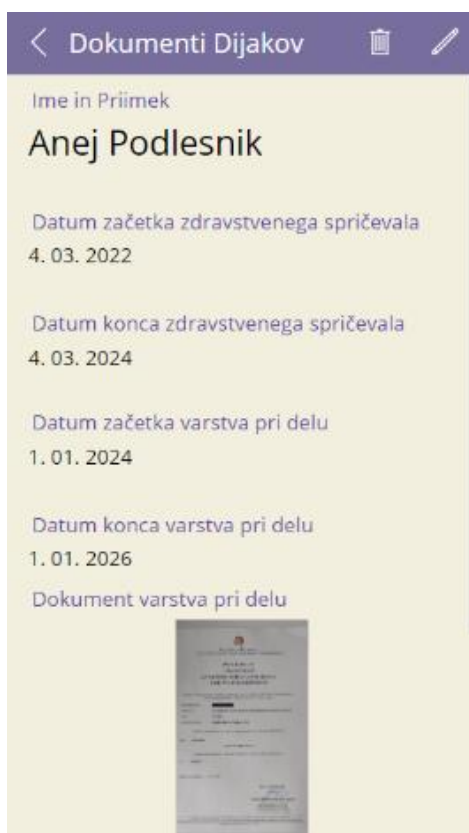 Dokumenti Dijakov
Ime in Priimek
Anej Podlesnik
Datum začetka zdravstvenega spričevala
4. 03. 2022
Datum konca zdravstvenega spričevala
4. 03. 2024
Datum začetka varstva pri delu
1. 01. 2024
Datum konca varstva pri delu
1. 01. 2026
Dokument varstva pri delu